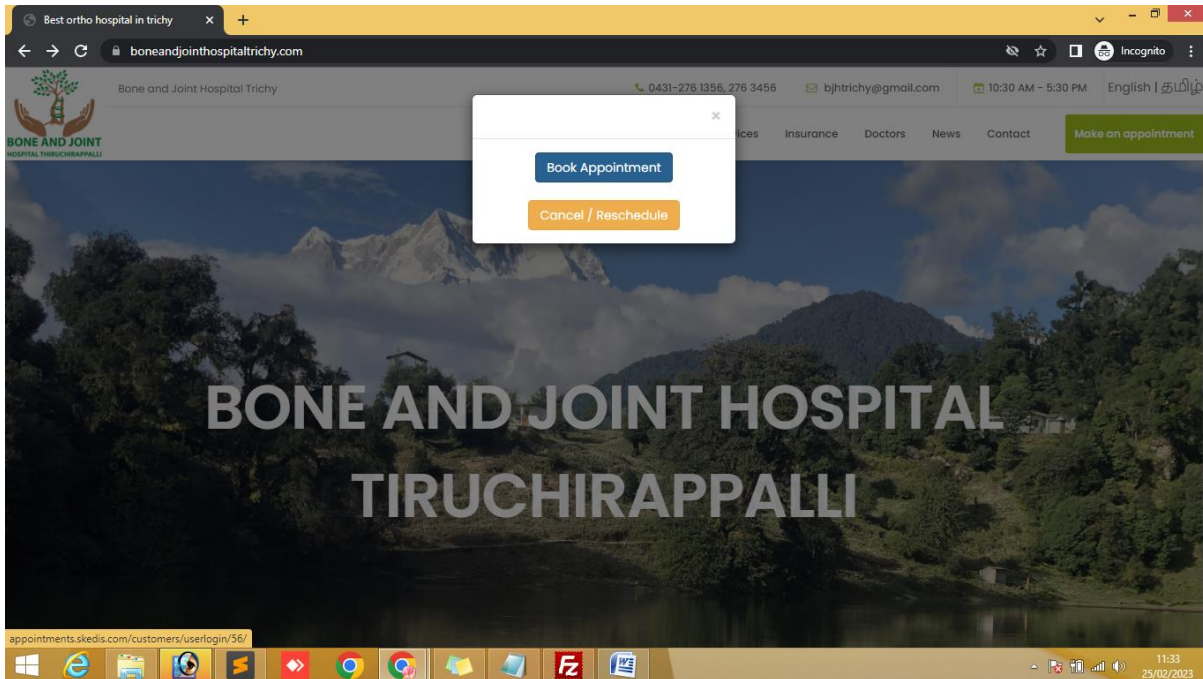 Best ortho hospital in trichy
boneandjointhospitaltrichy.com
Incognito
Bone and Joint Hospital Trichy
0431-276 1356, 276 3456
bjhtrichy@gmail.com
10:30 AM - 5:30 PM
English | தமிழ்
BONE AND JOINT
HOSPITAL THIRUCHIRAPPALLI
Insurance
Doctors
News
Contact
Make an appointment
×
Book Appointment
Cancel / Reschedule
BONE AND JOINT HOSPITAL
TIRUCHIRAPPALLI
appointments.skedis.com/customers/userlogin/56/
11:33
25/02/2023